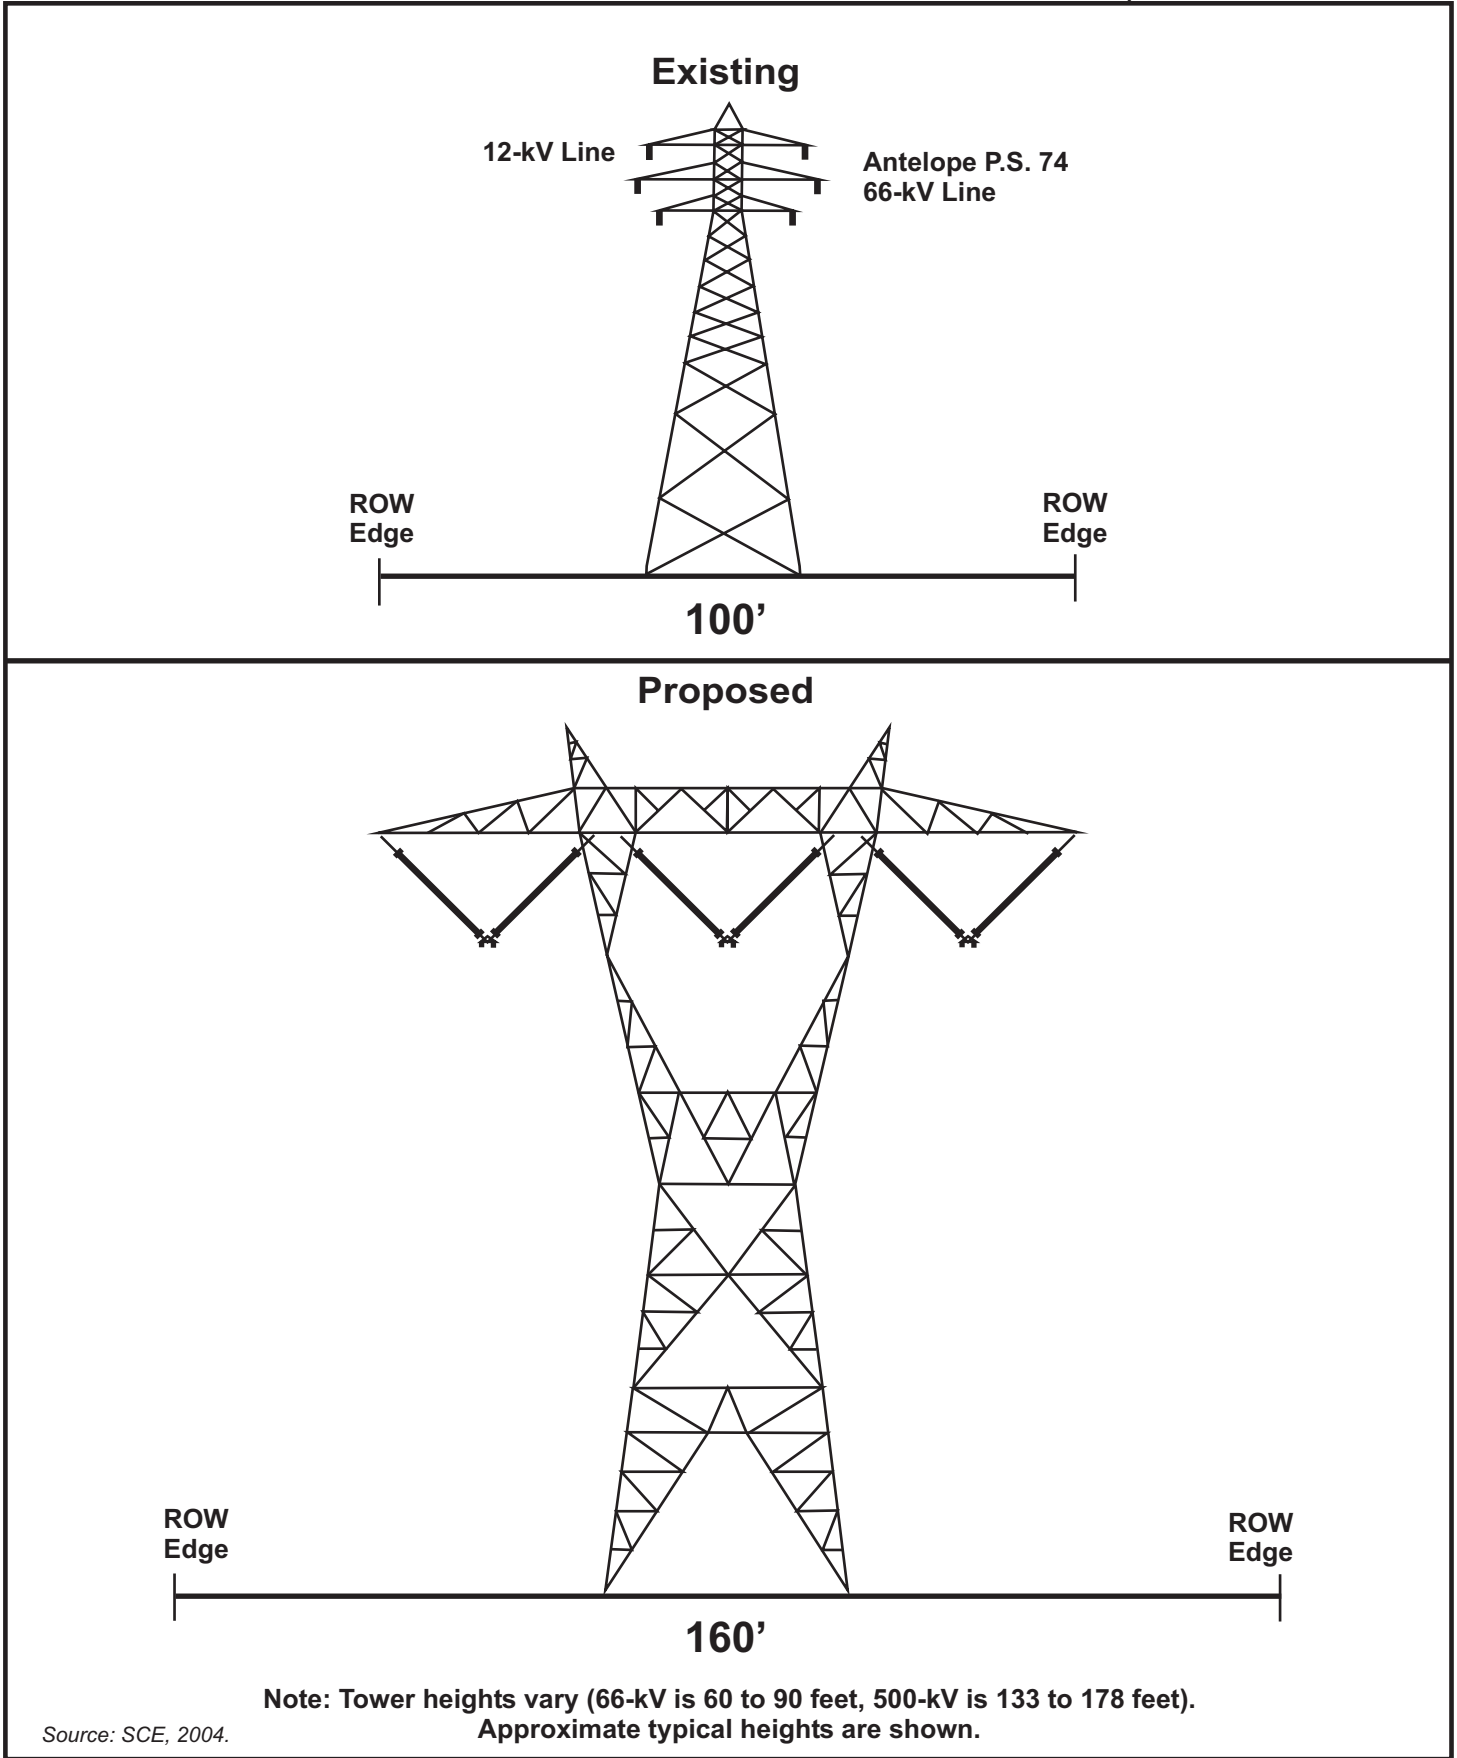 Existing
12-kV Line
Antelope P.S. 74
66-kV Line
ROW
Edge
ROW
Edge
100’
Proposed
ROW
Edge
ROW
Edge
160’
Note: Tower heights vary (66-kV is 60 to 90 feet, 500-kV is 133 to 178 feet).
Approximate typical heights are shown.
Source: SCE, 2004.